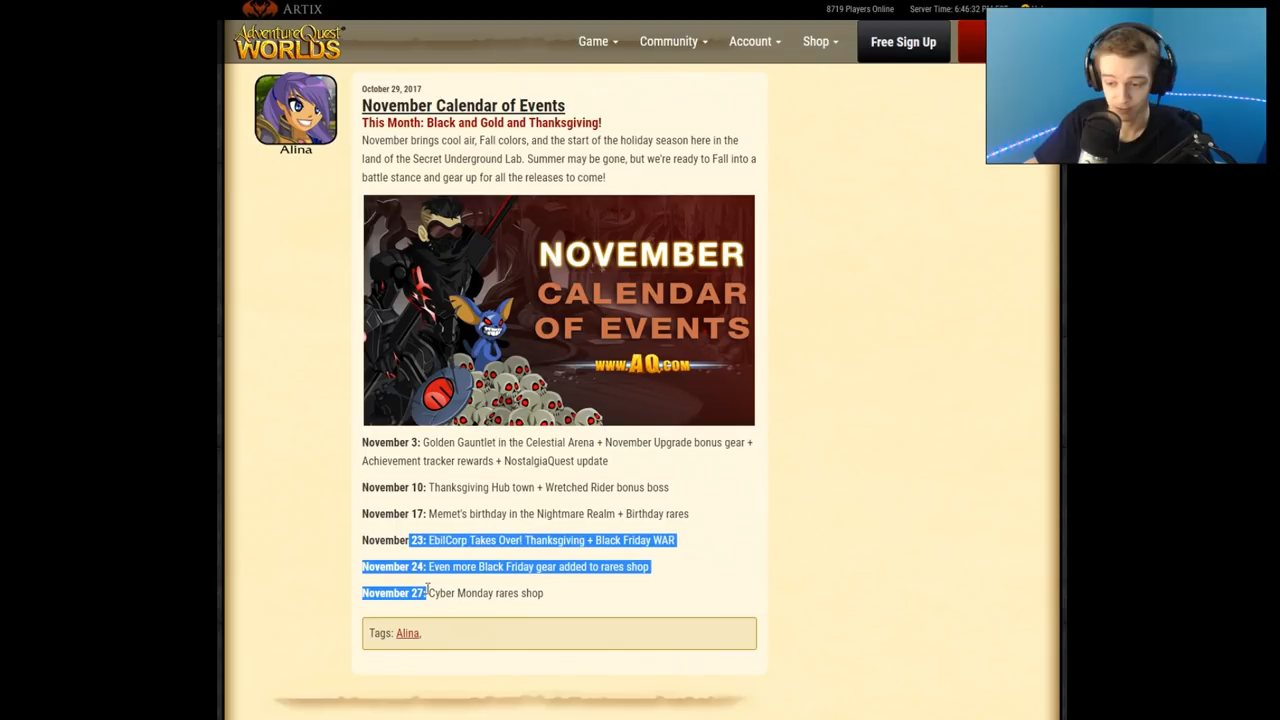 ARTIX
8719 Players Online
Server Time: 6:46:32
AdventureQuest
WORLDS
Game
Community
Account
Shop
Free Sign Up
Alina
October 29, 2017
November Calendar of Events
This Month: Black and Gold and Thanksgiving!
November brings cool air, Fall colors, and the start of the holiday season here in the
land of the Secret Underground Lab. Summer may be gone, but we're ready to Fall into a
battle stance and gear up for all the releases to come!
NOVEMBER
CALENDAR
OF EVENTS
WWW.AQ.COM
November 3: Golden Gauntlet in the Celestial Arena + November Upgrade bonus gear +
Achievement tracker rewards + NostalgiaQuest update
November 10: Thanksgiving Hub town + Wretched Rider bonus boss
November 17: Memet's birthday in the Nightmare Realm + Birthday rares
November 23: EbilCorp Takes Over! Thanksgiving + Black Friday WAR
November 24: Even more Black Friday gear added to rares shop
November 27: Cyber Monday rares shop
Tags: Alina,